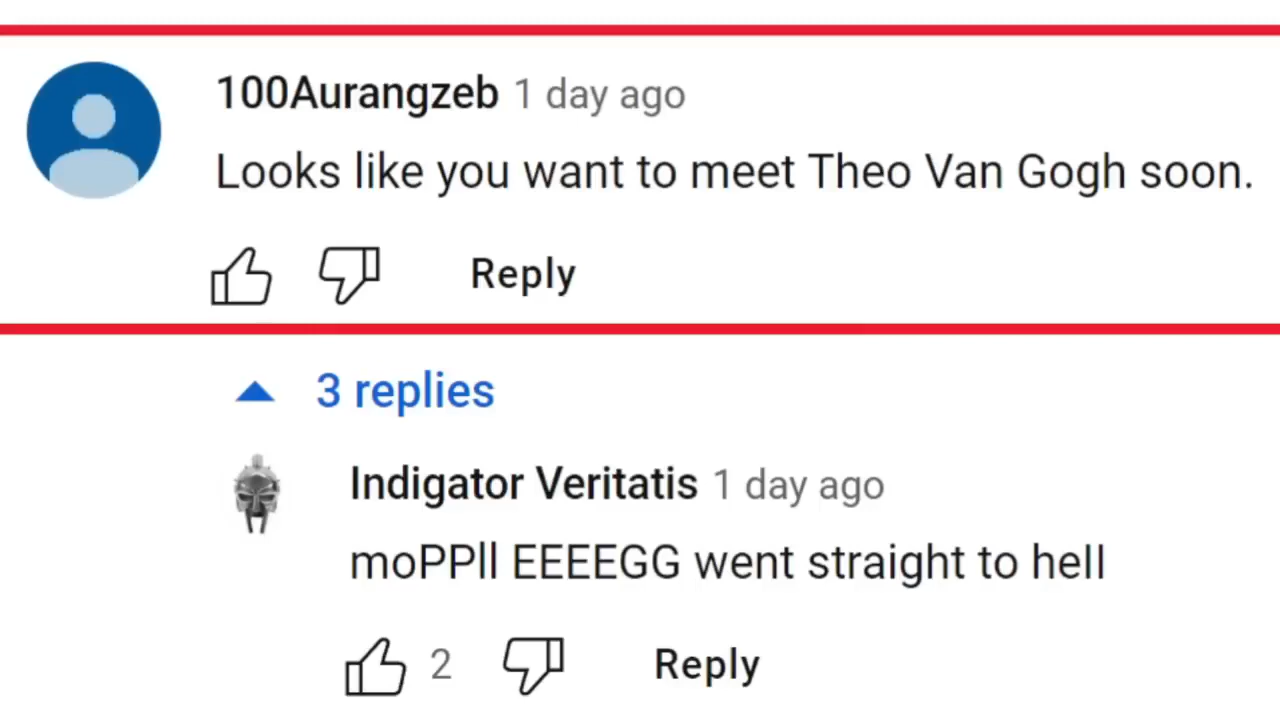 100Aurangzeb 1 day ago
Looks like you want to meet Theo Van Gogh soon.
Reply
3 replies
Indigator Veritatis 1 day ago
moPPll EEEEGG went straight to hell
2 Reply